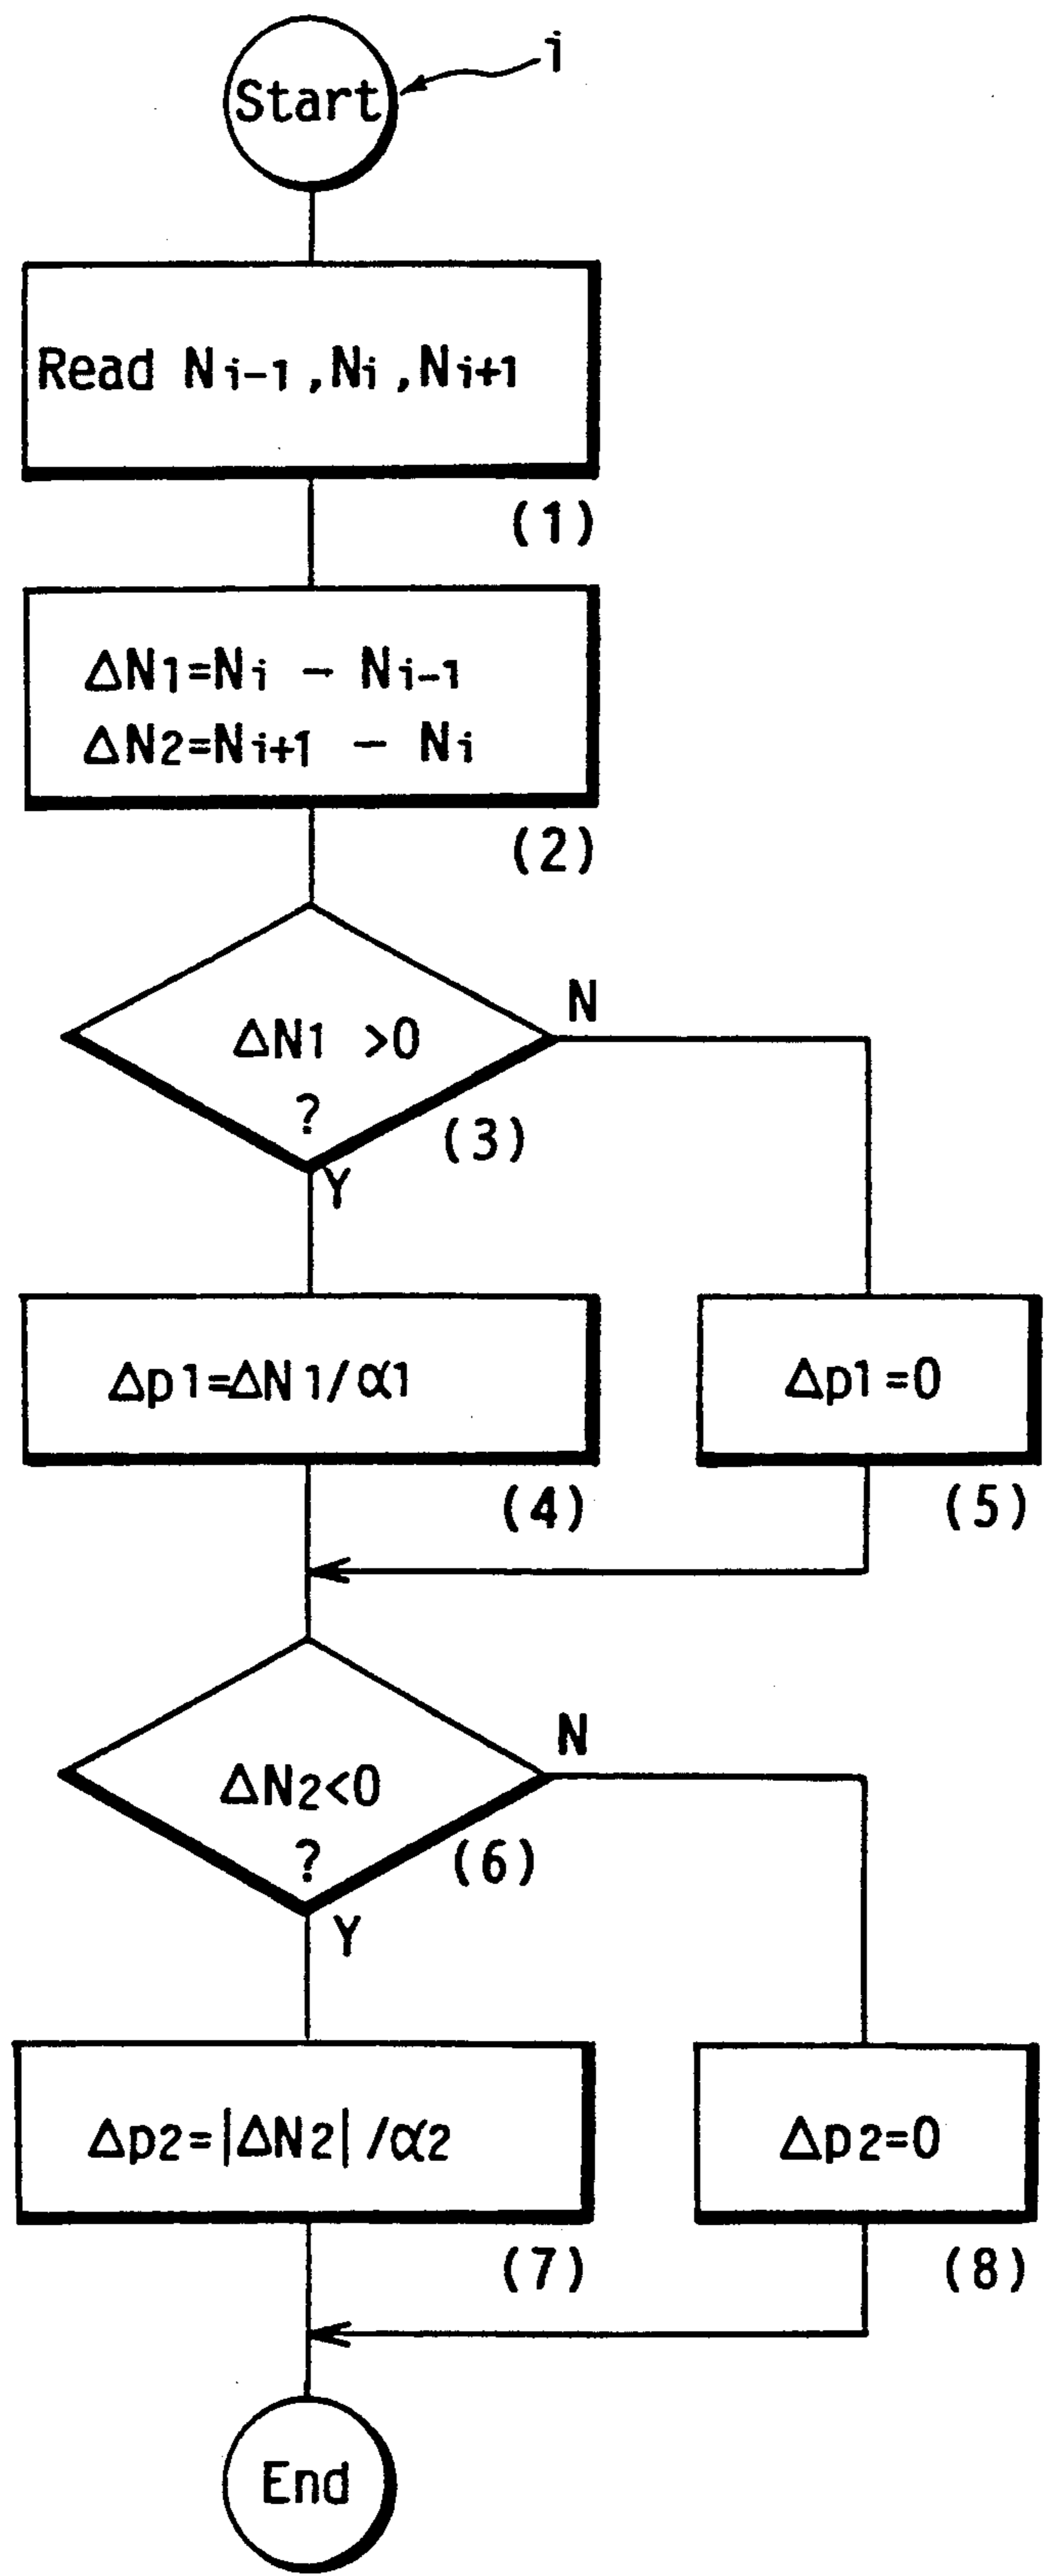 Start
i
Read Ni-1,Ni,Ni+1
(1)
ΔN1=Ni - Ni-1
ΔN2=Ni+1 - Ni
(2)
ΔN1 >0
?
N
(3)
Y
Δp1=ΔN1/α1
(4)
Δp1=0
(5)
ΔN2<0
?
N
(6)
Y
Δp2=|ΔN2|/α2
(7)
Δp2=0
(8)
End